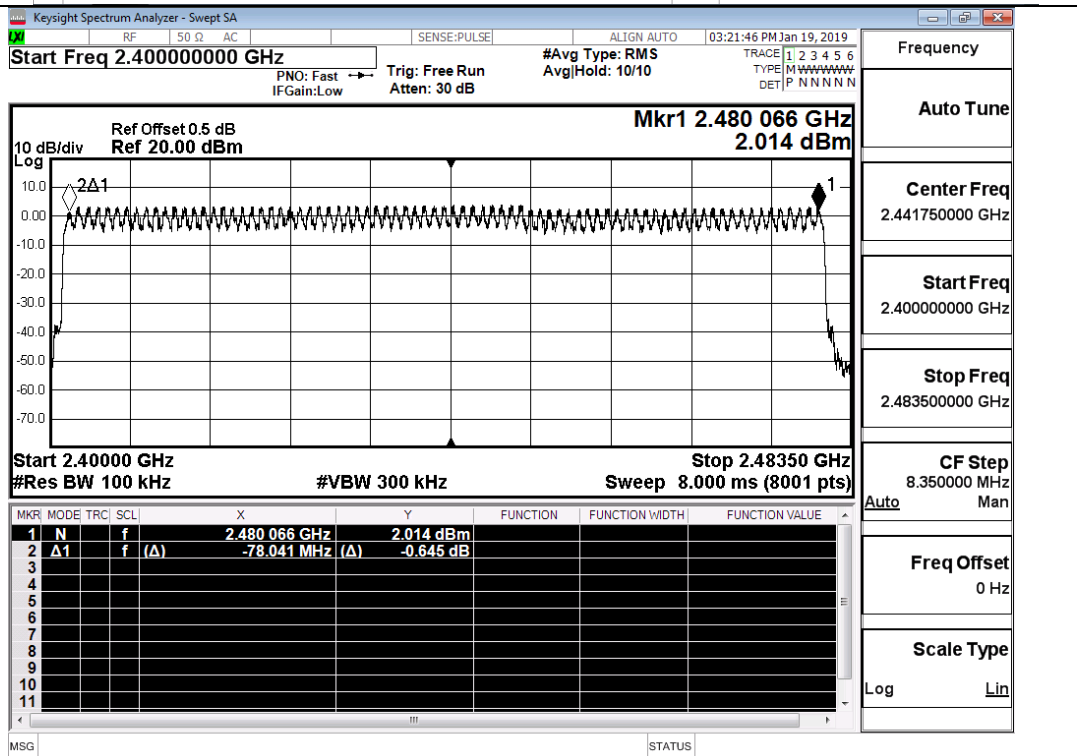 Keysight Spectrum Analyzer - Swept SA
LXI RF 50 Ω AC SENSE:PULSE ALIGN AUTO 03:21:46 PM Jan 19, 2019
Start Freq 2.400000000 GHz
PNO: Fast
IFGain:Low
Trig: Free Run
Atten: 30 dB
#Avg Type: RMS
Avg|Hold: 10/10
TRACE 1 2 3 4 5 6
TYPE M WWWWW
DET P N N N N N
Frequency
Auto Tune
Center Freq
2.441750000 GHz
Start Freq
2.400000000 GHz
Stop Freq
2.483500000 GHz
CF Step
8.350000 MHz
Auto Man
Freq Offset
0 Hz
Scale Type
Log Lin
Mkr1 2.480 066 GHz
2.014 dBm
Ref Offset 0.5 dB
10 dB/div Ref 20.00 dBm
Log
10.0
0.00
-10.0
-20.0
-30.0
-40.0
-50.0
-60.0
-70.0
2Δ1
1
Start 2.40000 GHz Stop 2.48350 GHz
#Res BW 100 kHz #VBW 300 kHz Sweep 8.000 ms (8001 pts)
MKR MODE TRC SCL X Y FUNCTION FUNCTION WIDTH FUNCTION VALUE
1 N f 2.480 066 GHz 2.014 dBm
2 Δ1 f (Δ) -78.041 MHz (Δ) -0.645 dB
3
4
5
6
7
8
9
10
11
MSG STATUS